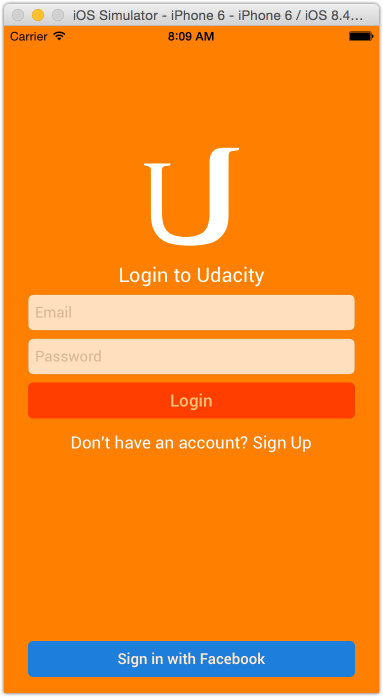 iOS Simulator - iPhone 6 - iPhone 6 / iOS 8.4...
Carrier 8:09 AM
U
Login to Udacity
Email
Password
Login
Don't have an account? Sign Up
Sign in with Facebook